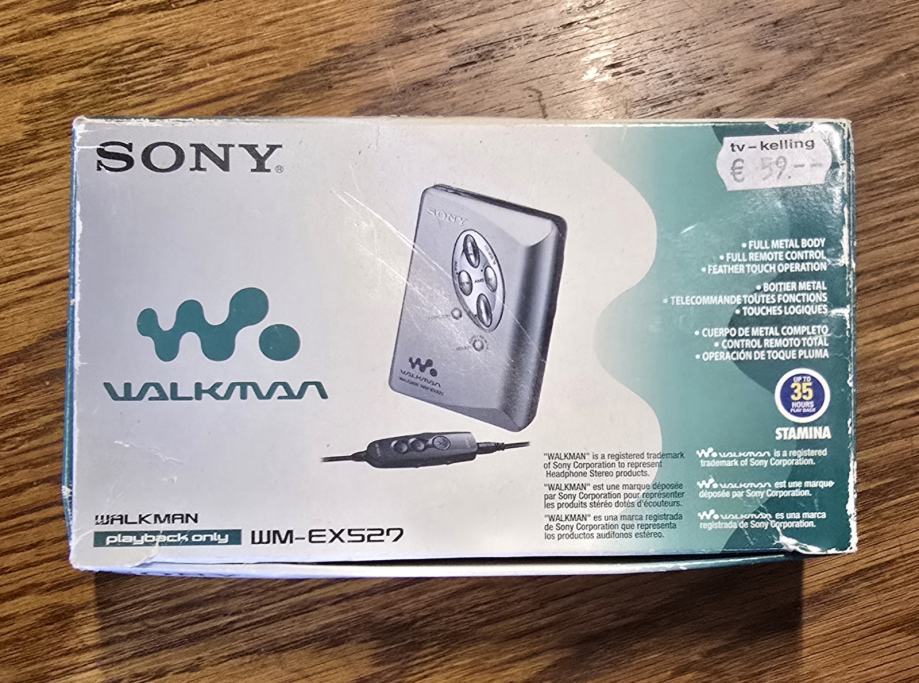 SONY®
tv-kelling
€ 59.--
SONY
WALKMAN
• FULL METAL BODY
• FULL REMOTE CONTROL
• FEATHER TOUCH OPERATION
• BOITIER METAL
• TELECOMMANDE TOUTES FONCTIONS
• TOUCHES LOGIQUES
• CUERPO DE METAL COMPLETO
• CONTROL REMOTO TOTAL
• OPERACIÓN DE TOQUE PLUMA
UP TO
35
HOURS
PLAY BACK
STAMINA
WALKMAN
WALKMAN
playback only WM-EX527
"WALKMAN" is a registered trademark
of Sony Corporation to represent
Headphone Stereo products.
"WALKMAN" est une marque déposée
par Sony Corporation pour représenter
les produits stéréo dotés d'écouteurs.
"WALKMAN" es una marca registrada
de Sony Corporation que representa
los productos audífonos estéreo.
W. WALKMAN is a registered
trademark of Sony Corporation.
W. WALKMAN est une marque
déposée par Sony Corporation.
W. WALKMAN es una marca
registrada de Sony Corporation.